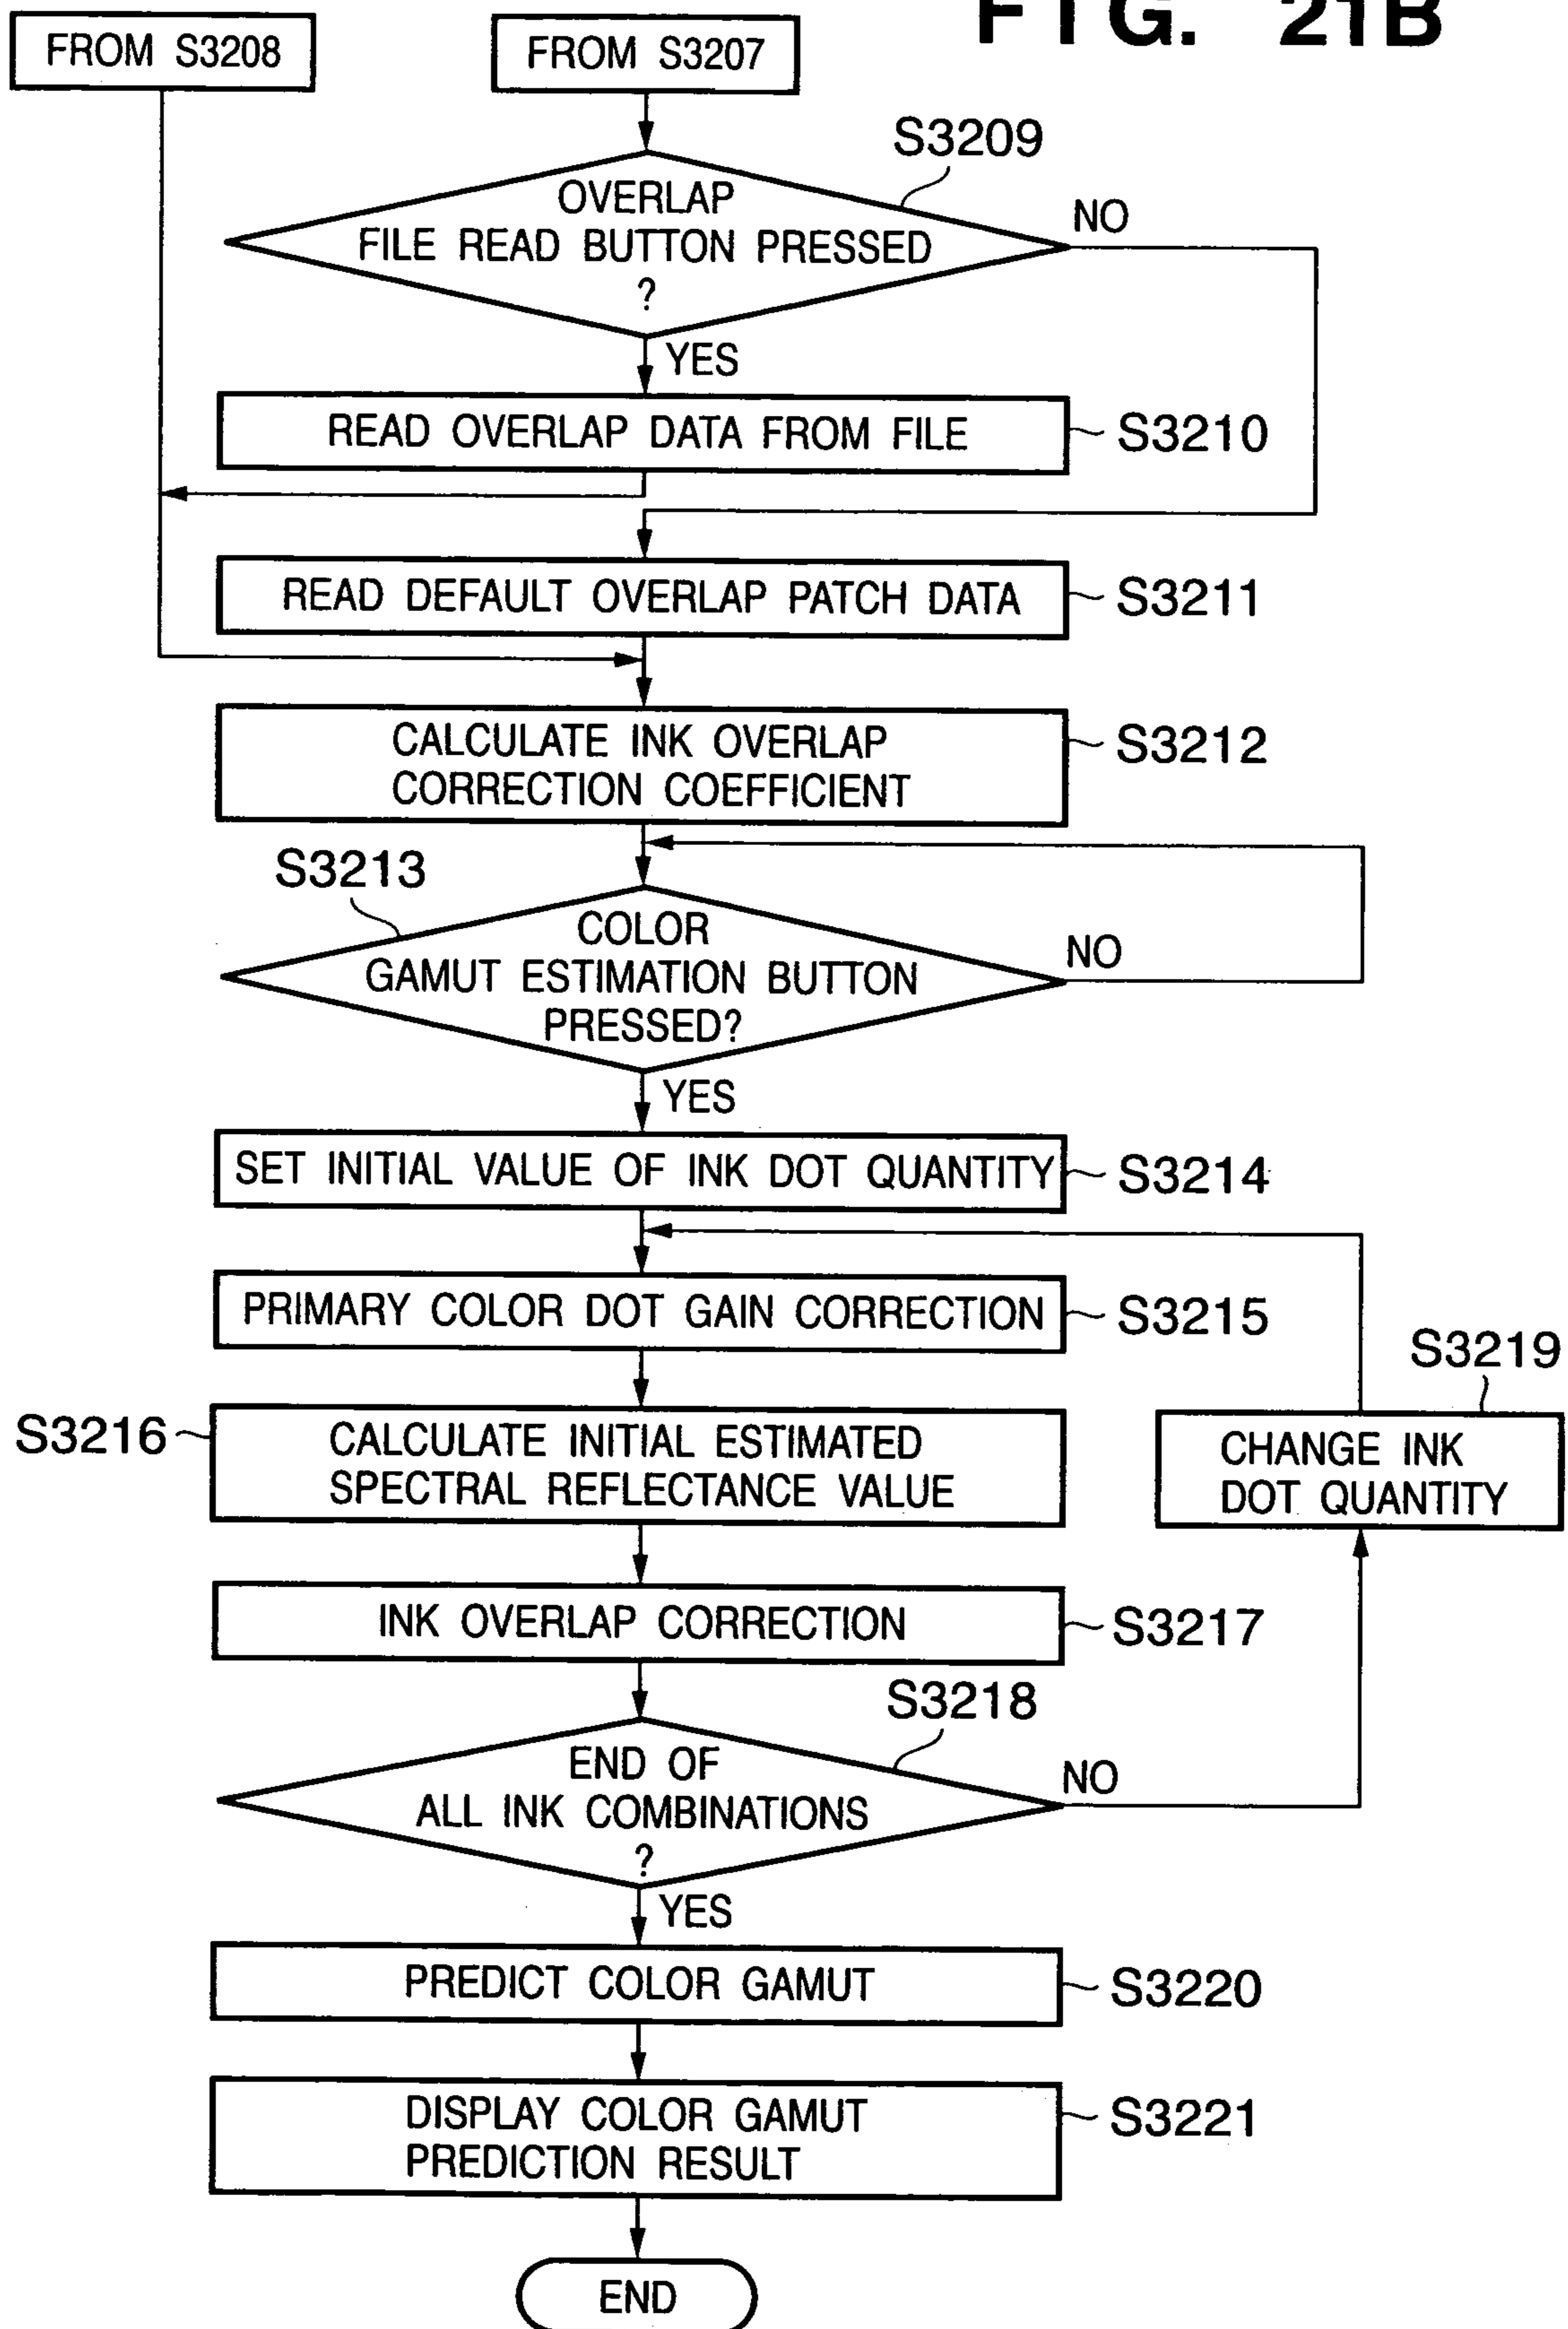 FIG. 21B
FROM S3208
FROM S3207
S3209
OVERLAP
FILE READ BUTTON PRESSED
?
NO
YES
READ OVERLAP DATA FROM FILE
S3210
READ DEFAULT OVERLAP PATCH DATA
S3211
CALCULATE INK OVERLAP
CORRECTION COEFFICIENT
S3212
S3213
COLOR
GAMUT ESTIMATION BUTTON
PRESSED?
NO
YES
SET INITIAL VALUE OF INK DOT QUANTITY
S3214
PRIMARY COLOR DOT GAIN CORRECTION
S3215
S3219
CHANGE INK
DOT QUANTITY
S3216
CALCULATE INITIAL ESTIMATED
SPECTRAL REFLECTANCE VALUE
INK OVERLAP CORRECTION
S3217
S3218
END OF
ALL INK COMBINATIONS
?
NO
YES
PREDICT COLOR GAMUT
S3220
DISPLAY COLOR GAMUT
PREDICTION RESULT
S3221
END